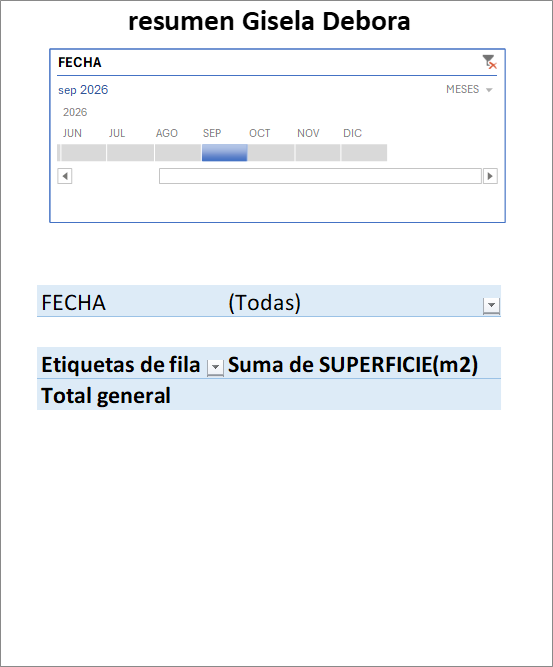 resumen Gisela Debora
FECHA
sep 2026
MESES
2026
JUN JUL AGO SEP OCT NOV DIC
FECHA (Todas)
Etiquetas de fila Suma de SUPERFICIE(m2)
Total general